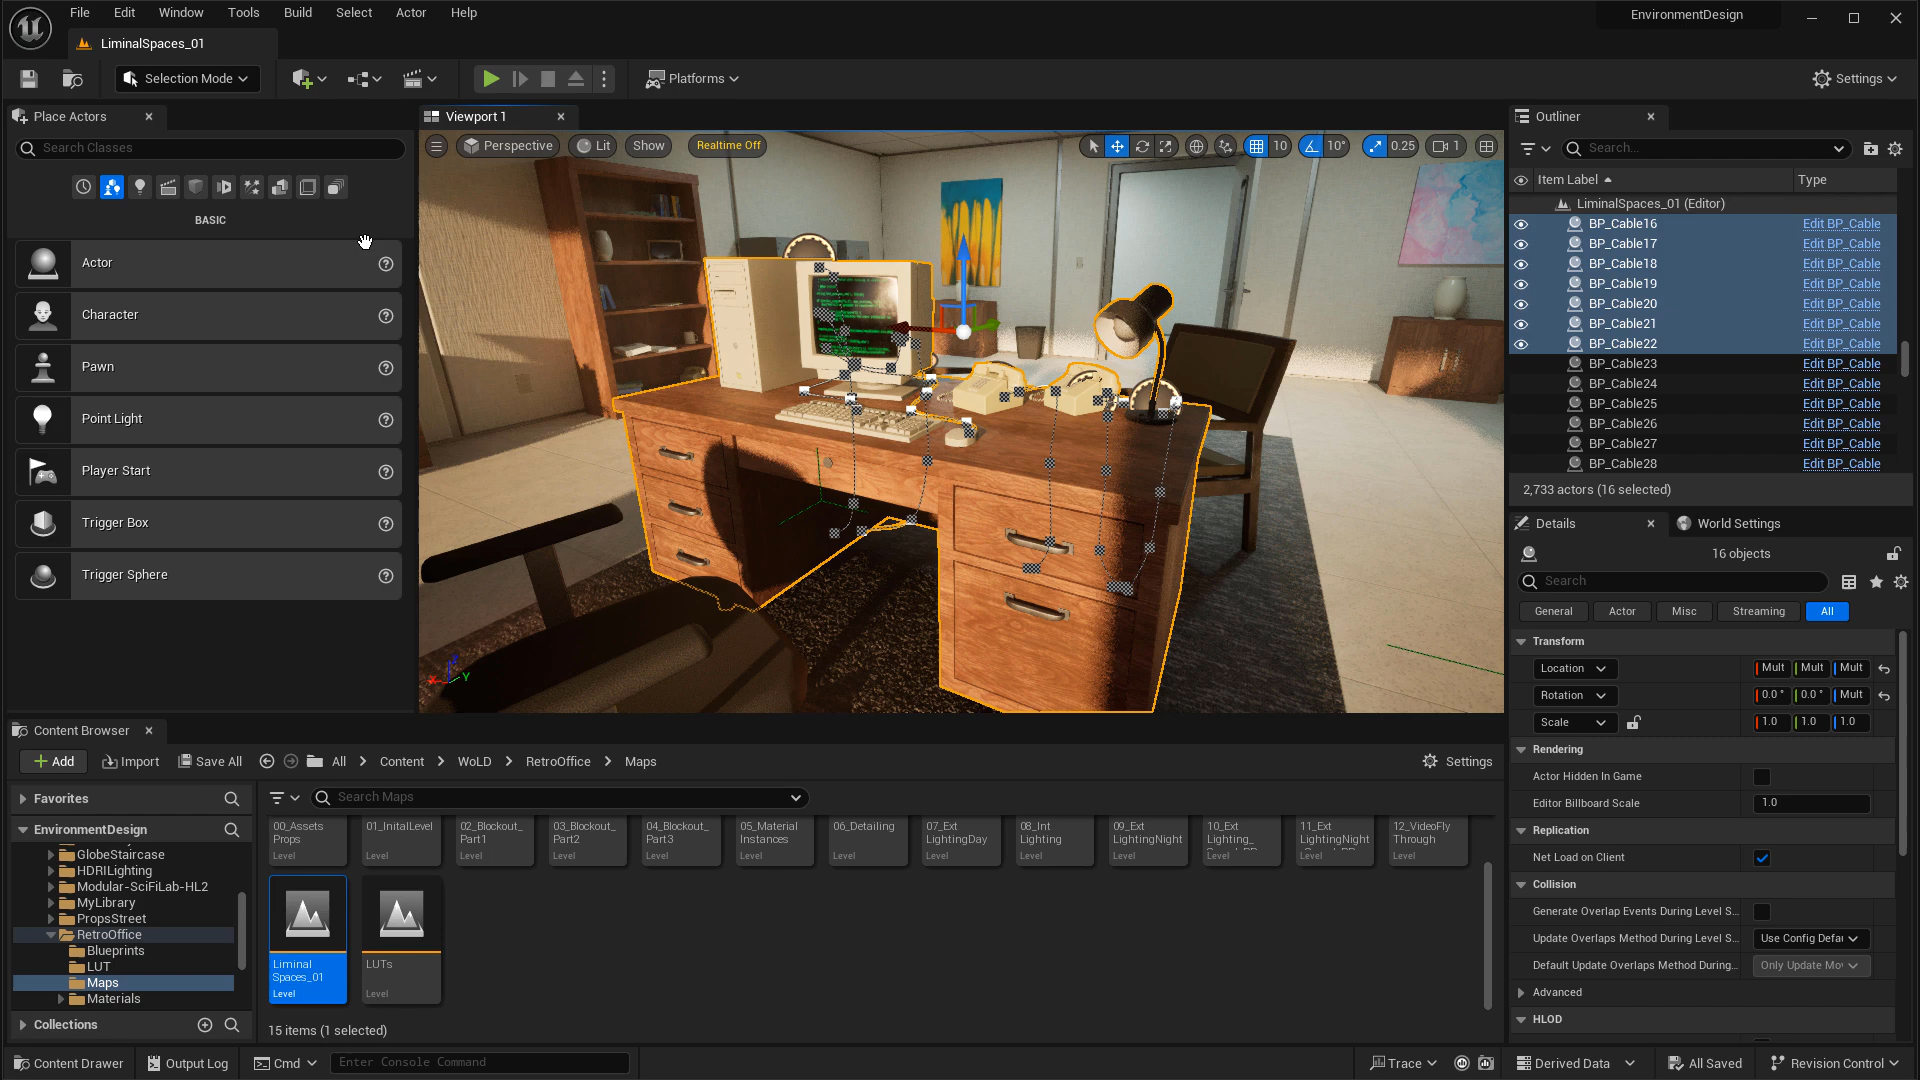 File Edit Window Tools Build Select Actor Help
EnvironmentDesign
LiminalSpaces_01
Selection Mode
Platforms
Settings
Place Actors
Search Classes
BASIC
Actor
Character
Pawn
Point Light
Player Start
Trigger Box
Trigger Sphere
Viewport 1
Perspective Lit Show Realtime Off
10 10° 0.25 1
X Y Z
Outliner
Search...
Item Label Type
LiminalSpaces_01 (Editor)
BP_Cable16 Edit BP_Cable
BP_Cable17 Edit BP_Cable
BP_Cable18 Edit BP_Cable
BP_Cable19 Edit BP_Cable
BP_Cable20 Edit BP_Cable
BP_Cable21 Edit BP_Cable
BP_Cable22 Edit BP_Cable
BP_Cable23 Edit BP_Cable
BP_Cable24 Edit BP_Cable
BP_Cable25 Edit BP_Cable
BP_Cable26 Edit BP_Cable
BP_Cable27 Edit BP_Cable
BP_Cable28 Edit BP_Cable
2,733 actors (16 selected)
Details World Settings
16 objects
Search
General Actor Misc Streaming All
Transform
Location Mult Mult Mult
Rotation 0.0 ° 0.0 ° Mult
Scale 1.0 1.0 1.0
Rendering
Actor Hidden In Game
Editor Billboard Scale 1.0
Replication
Net Load on Client
Collision
Generate Overlap Events During Level S...
Update Overlaps Method During Level S... Use Config Defau
Default Update Overlaps Method During... Only Update Mov
Advanced
HLOD
Content Browser
Add Import Save All All Content WoLD RetroOffice Maps Settings
Favorites
EnvironmentDesign
GlobeStaircase
HDRILighting
Modular-SciFiLab-HL2
MyLibrary
PropsStreet
RetroOffice
Blueprints
LUT
Maps
Materials
Collections
Search Maps
00_Assets
Props
Level
01_InitalLevel
Level
02_Blockout_
Part1
Level
03_Blockout_
Part2
Level
04_Blockout_
Part3
Level
05_Material
Instances
Level
06_Detailing
Level
07_Ext
LightingDay
Level
08_Int
Lighting
Level
09_Ext
LightingNight
Level
10_Ext
Lighting_
Level
11_Ext
LightingNight
Level
12_VideoFly
Through
Level
Liminal
Spaces_01
Level
LUTs
Level
15 items (1 selected)
Content Drawer Output Log Cmd Enter Console Command Trace Derived Data All Saved Revision Control